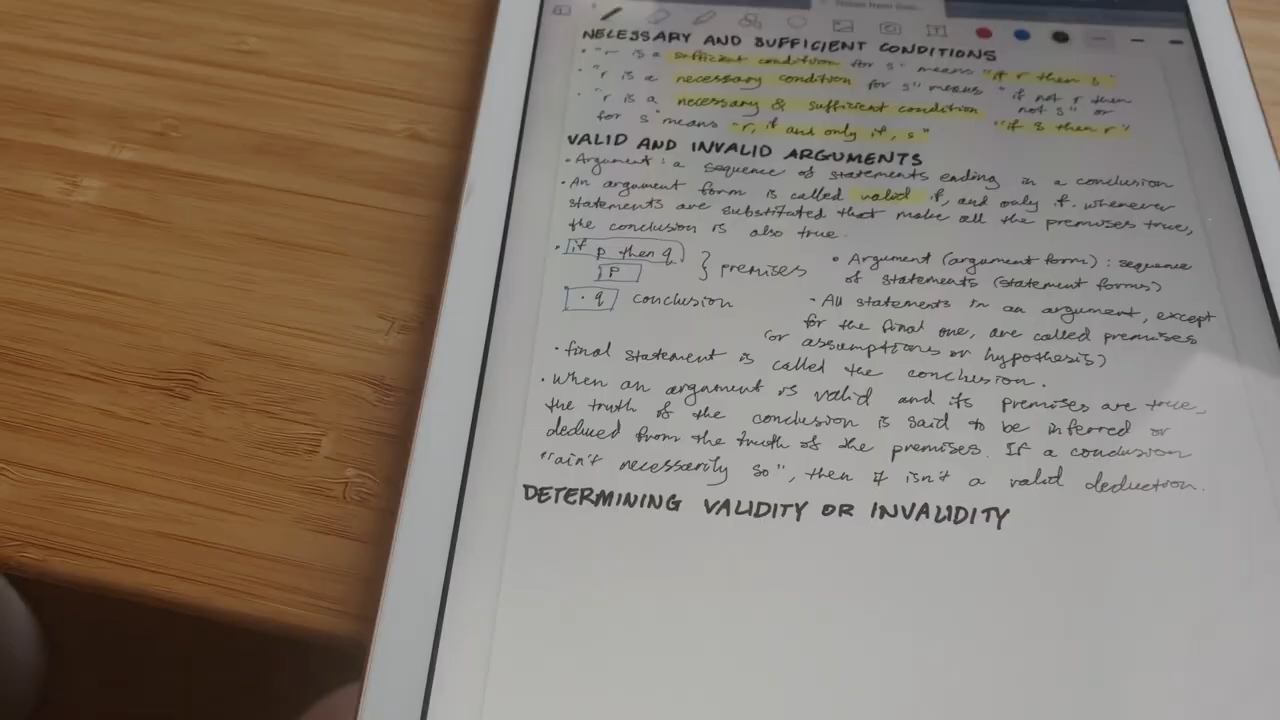 NECESSARY AND SUFFICIENT CONDITIONS
• "r is a sufficient condition for s" means "if r then s"
• "r is a necessary condition for s" means "if not r then not s" or "if s then r"
• "r is a necessary & sufficient condition
for s" means "r, if and only if, s"
VALID AND INVALID ARGUMENTS
• Argument: a sequence of statements ending in a conclusion
• An argument form is called valid if, and only if whenever
statements are substituted that make all the premises true,
the conclusion is also true.
• if p then q
p } premises
∴ q conclusion
• Argument (argument form): sequence
of statements (statement forms)
• All statements in an argument, except
for the final one, are called premises
(or assumptions or hypothesis)
• final statement is called the conclusion.
• When an argument is valid and its premises are true,
the truth of the conclusion is said to be inferred or
deduced from the truth of the premises. If a conclusion
"ain't necessarily so", then it isn't a valid deduction.
DETERMINING VALIDITY OR INVALIDITY